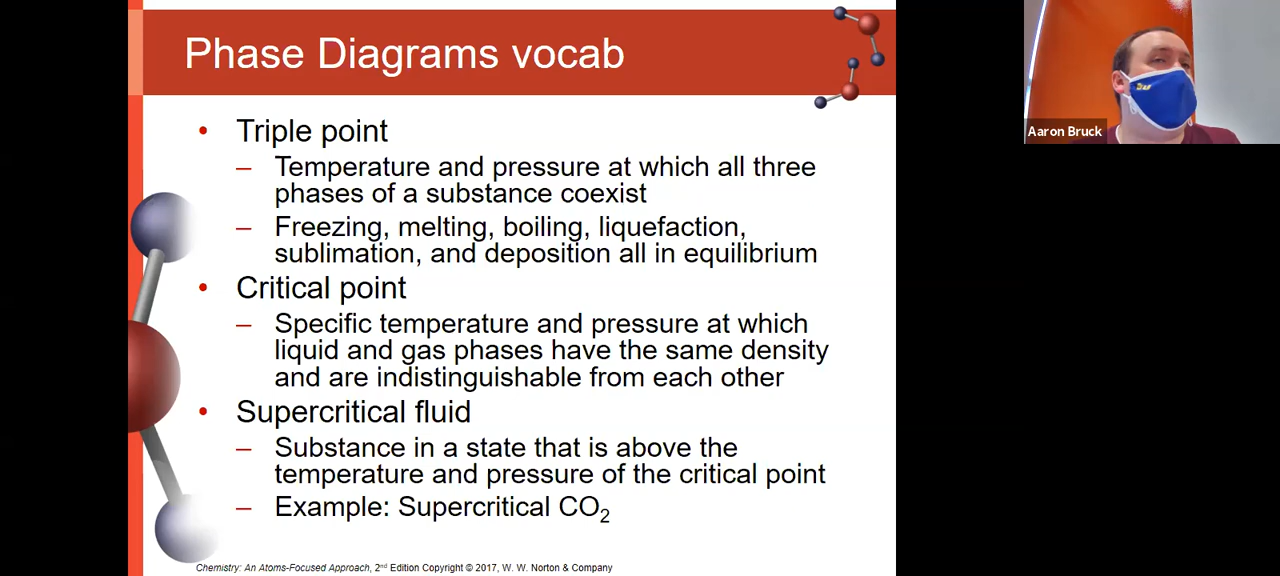 Phase Diagrams vocab
• Triple point
– Temperature and pressure at which all three
phases of a substance coexist
– Freezing, melting, boiling, liquefaction,
sublimation, and deposition all in equilibrium
• Critical point
– Specific temperature and pressure at which
liquid and gas phases have the same density
and are indistinguishable from each other
• Supercritical fluid
– Substance in a state that is above the
temperature and pressure of the critical point
– Example: Supercritical CO₂
Chemistry: An Atoms-Focused Approach, 2nd Edition Copyright © 2017, W. W. Norton & Company
Aaron Bruck